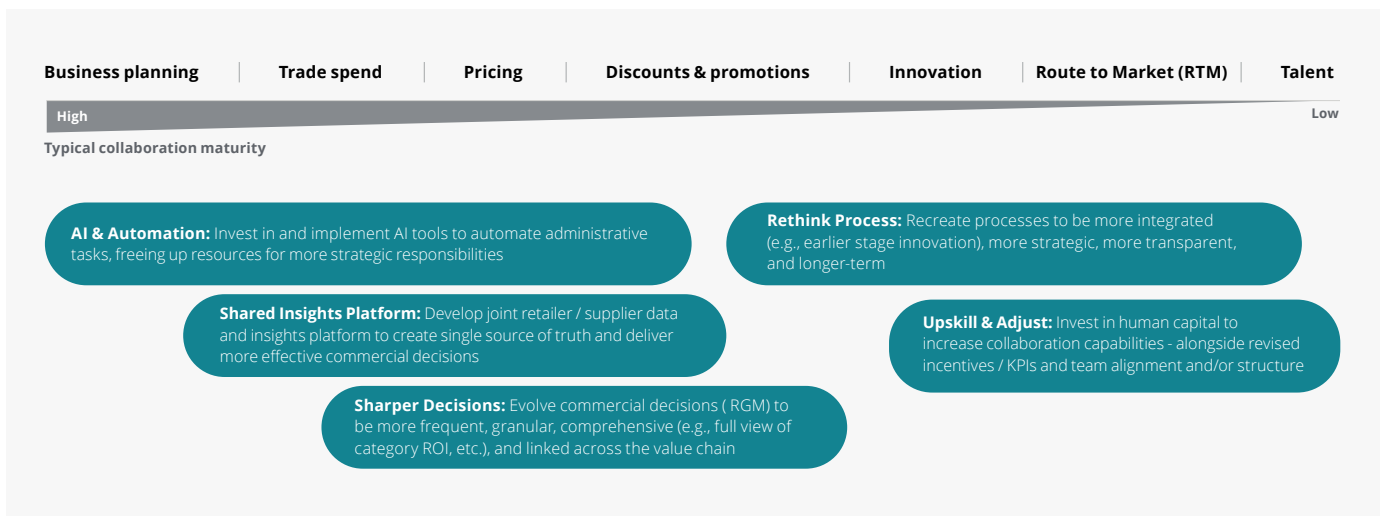 Business planning
Trade spend
Pricing
Discounts & promotions
Innovation
Route to Market (RTM)
Talent
High
Low
Typical collaboration maturity
AI & Automation: Invest in and implement AI tools to automate administrative
tasks, freeing up resources for more strategic responsibilities
Rethink Process: Recreate processes to be more integrated
(e.g., earlier stage innovation), more strategic, more transparent,
and longer-term
Shared Insights Platform: Develop joint retailer / supplier data
and insights platform to create single source of truth and deliver
more effective commercial decisions
Upskill & Adjust: Invest in human capital to
increase collaboration capabilities - alongside revised
incentives / KPIs and team alignment and/or structure
Sharper Decisions: Evolve commercial decisions ( RGM) to
be more frequent, granular, comprehensive (e.g., full view of
category ROI, etc.), and linked across the value chain